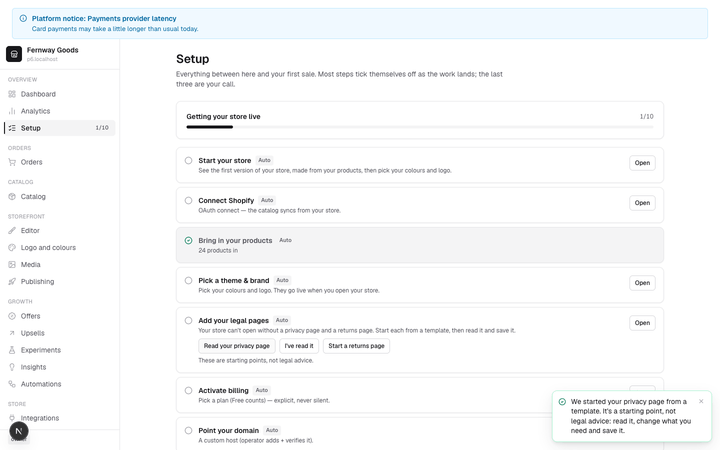 Platform notice: Payments provider latency
Card payments may take a little longer than usual today.
Fernway Goods
OVERVIEW
Dashboard
Analytics
Setup 1/10
ORDERS
Orders
CATALOG
Catalog
STOREFRONT
Editor
Logo and colours
Media
Publishing
GROWTH
Offers
Upsells
Experiments
Insights
Automations
STORE
Integrations
N
Setup
Everything between here and your first sale. Most steps tick themselves off as the work lands; the last
three are your call.
Getting your store live 1/10
Start your store Auto
See the first version of your store, made from your products, then pick your colours and logo.
Open
Connect Shopify Auto
OAuth connect — the catalog syncs from your store.
Open
Bring in your products Auto
24 products in
Pick a theme & brand Auto
Pick your colours and logo. They go live when you open your store.
Open
Add your legal pages Auto
Your store can't open without a privacy page and a returns page. Start each from a template, then read it and save it.
Open
Read your privacy page I've read it Start a returns page
These are starting points, not legal advice.
Activate billing Auto
Pick a plan (Free counts) — explicit, never silent.
Point your domain Auto
A custom host (operator adds + verifies it).
We started your privacy page from a
template. It's a starting point, not
legal advice: read it, change what you
need and save it.